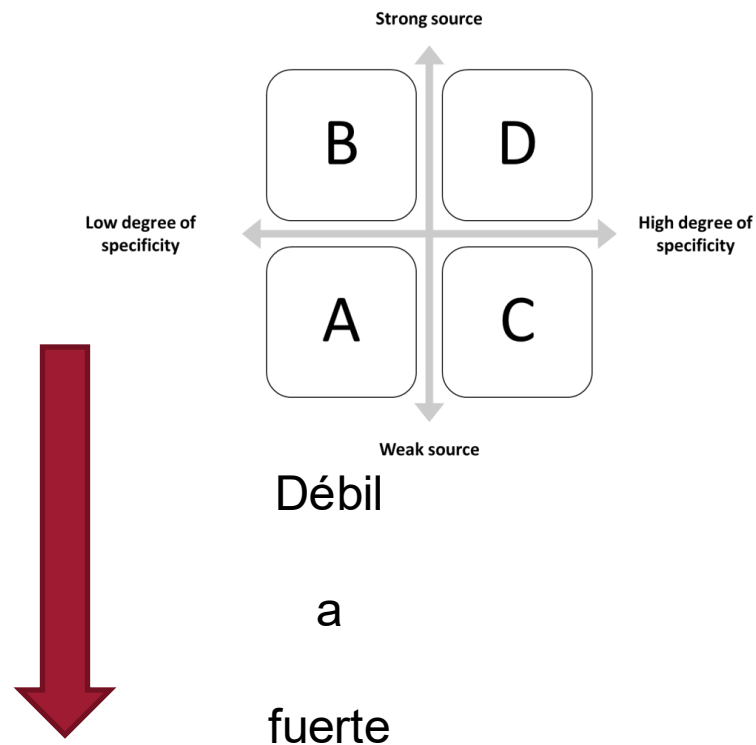 Strong source
B
D
Low degree of
specificity
High degree of
specificity
A
C
Weak source
Débil
a
fuerte